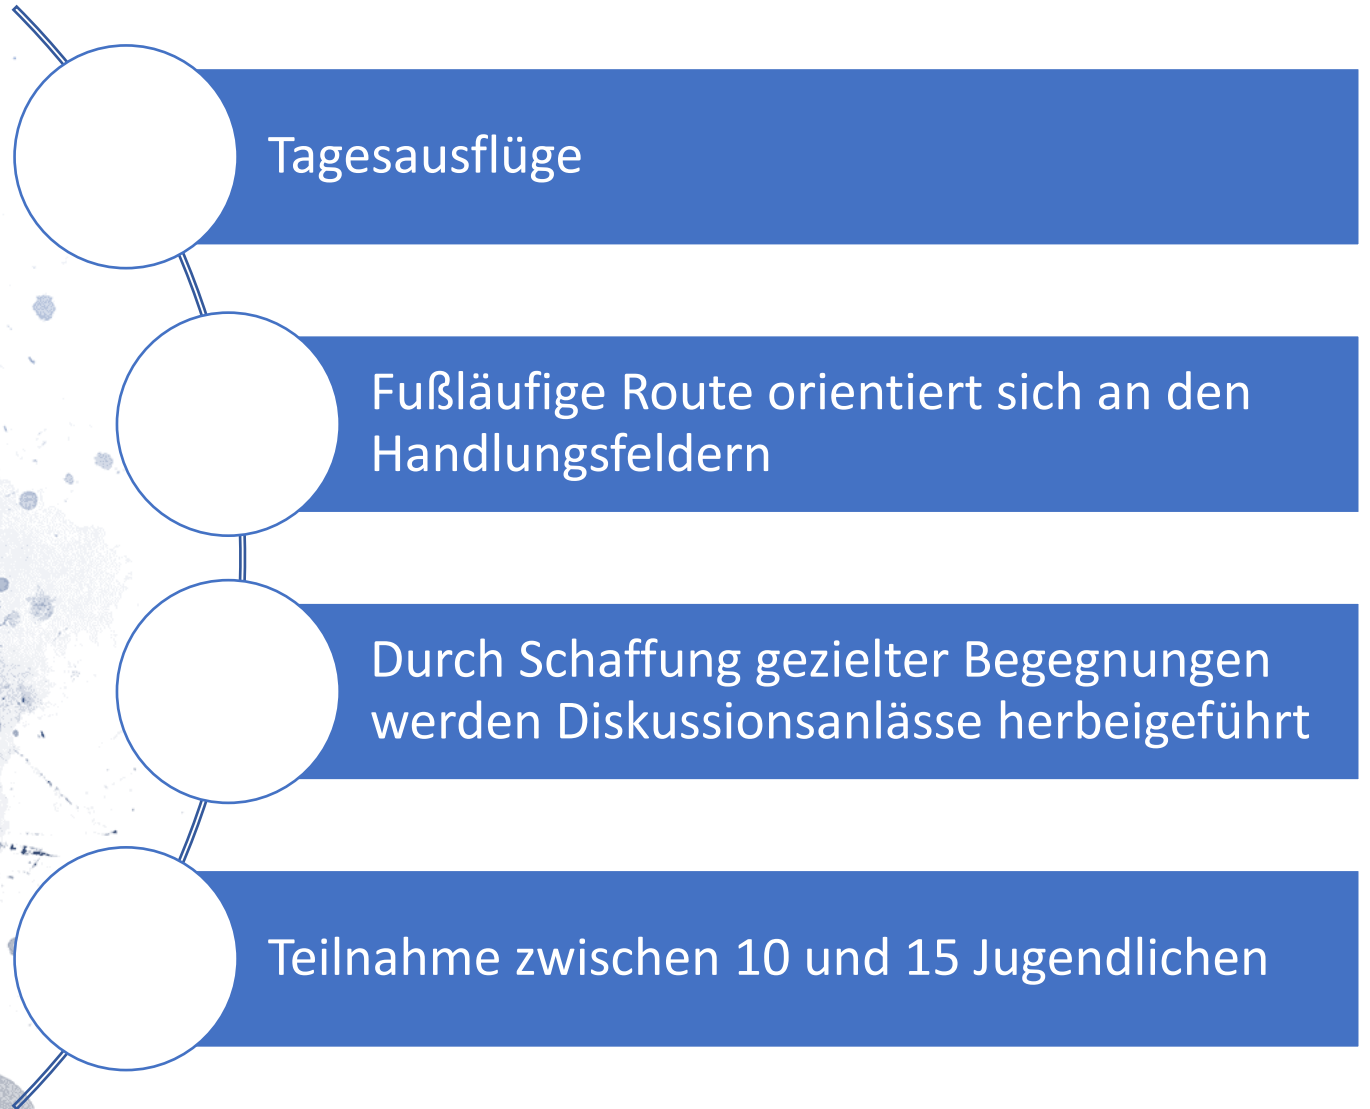 Tagesausflüge
Fußläufige Route orientiert sich an den
Handlungsfeldern
Durch Schaffung gezielter Begegnungen
werden Diskussionsanlässe herbeigeführt
Teilnahme zwischen 10 und 15 Jugendlichen